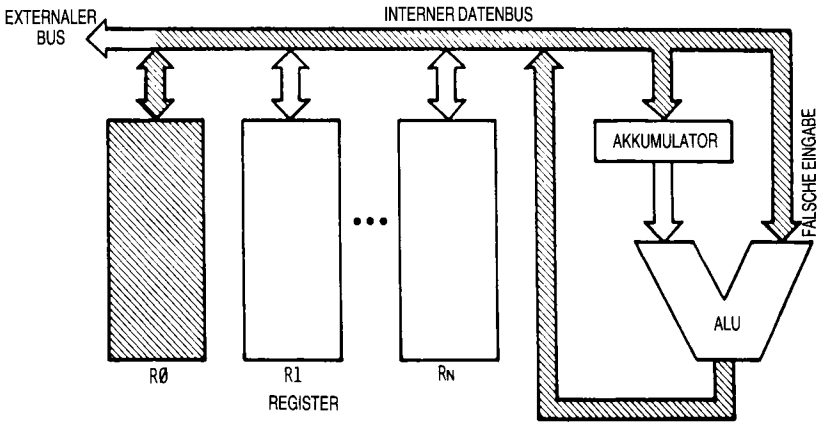 EXTERNALER
BUS
INTERNER DATENBUS
AKKUMULATOR
FALSCHE EINGABE
ALU
RØ
R1
RN
REGISTER